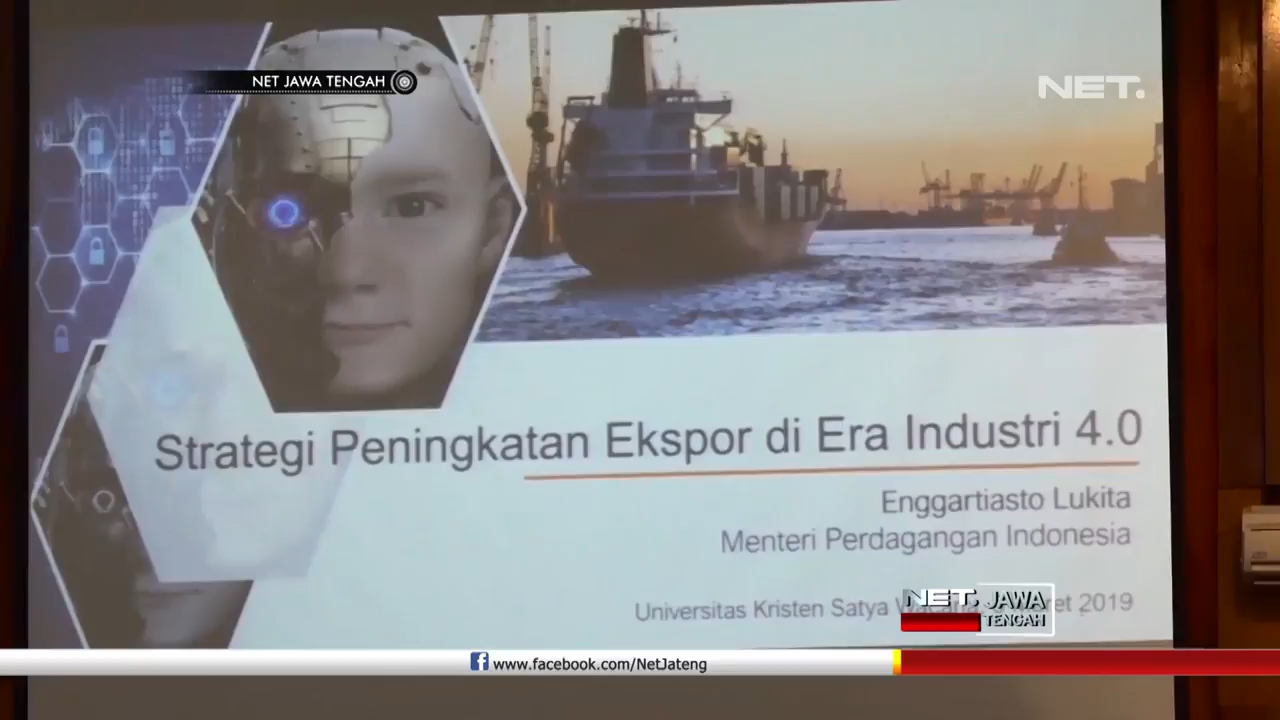 NET JAWA TENGAH
NET.
Strategi Peningkatan Ekspor di Era Industri 4.0
Enggartiasto Lukita
Menteri Perdagangan Indonesia
Universitas Kristen Satya 2019
NET. JAWA
TENGAH
www.facebook.com/NetJateng